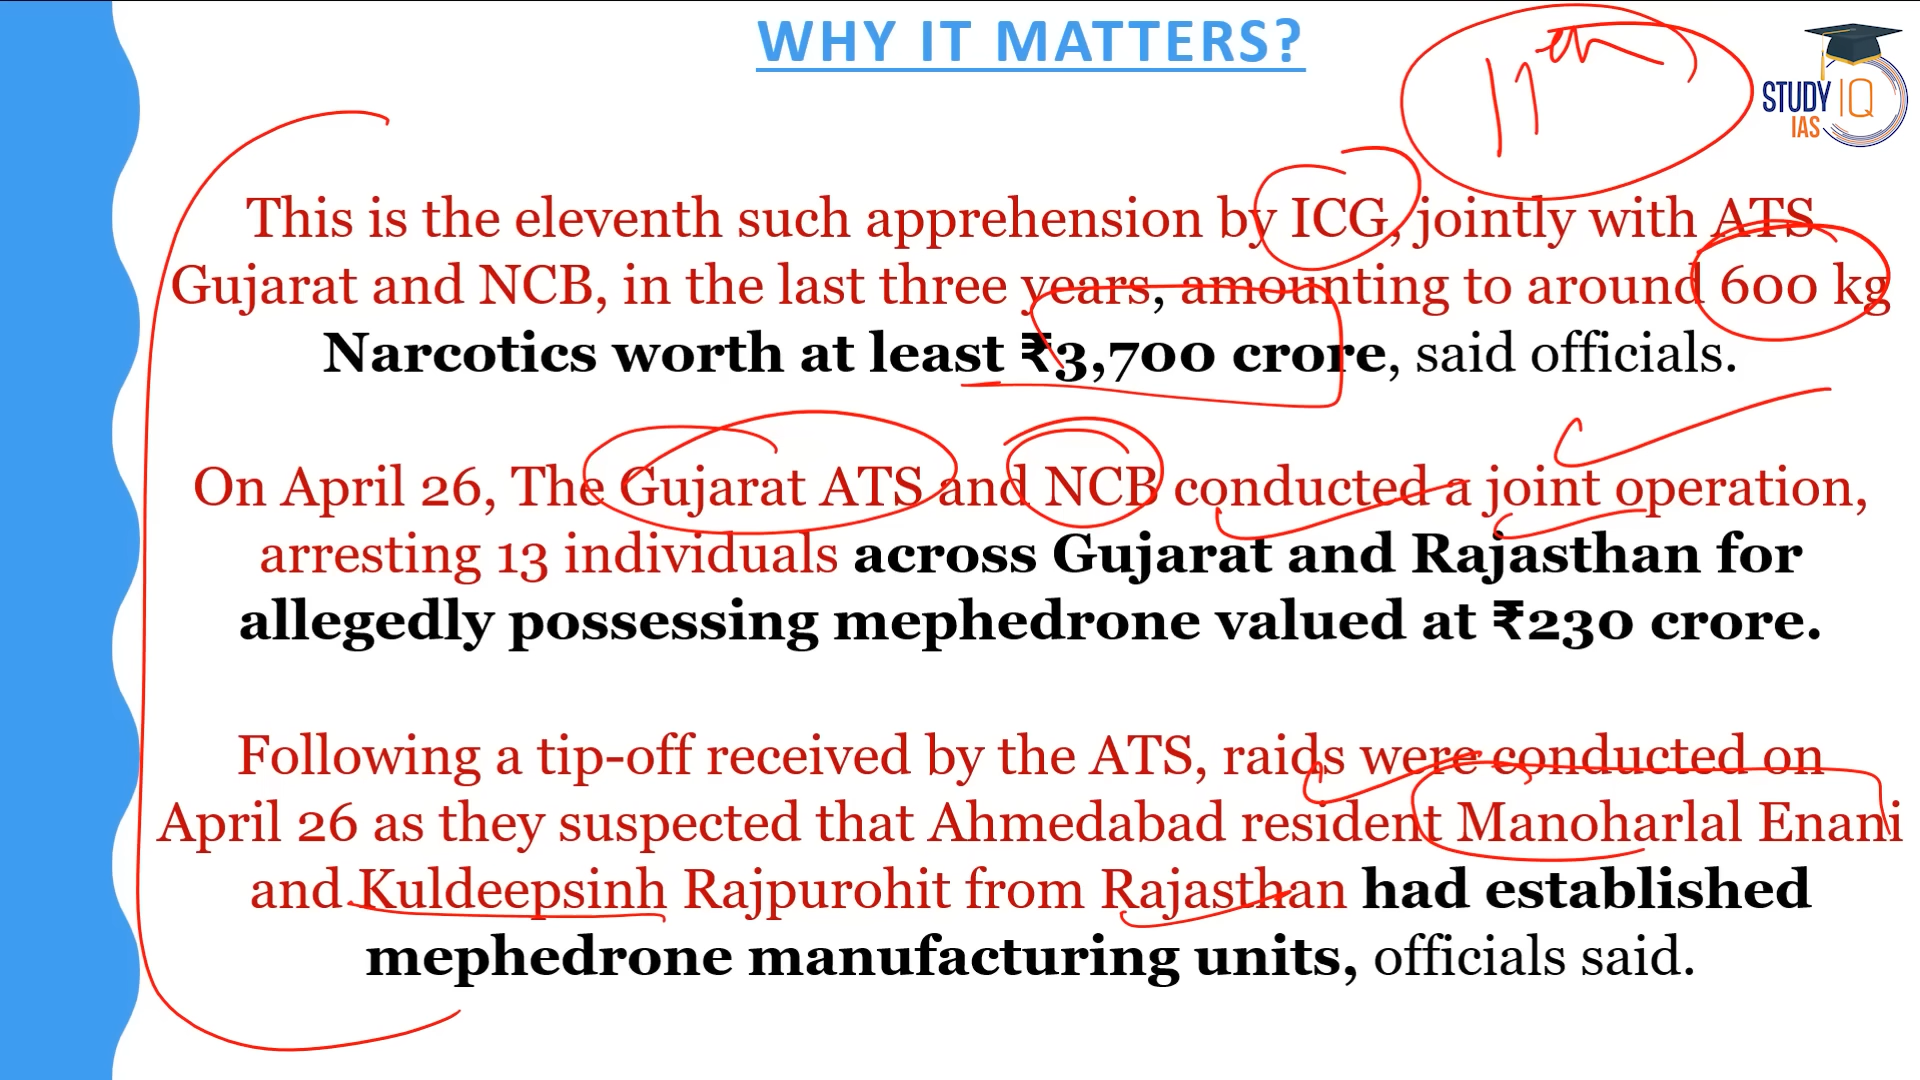 WHY IT MATTERS?
11th
STUDY IQ
IAS
This is the eleventh such apprehension by ICG, jointly with ATS
Gujarat and NCB, in the last three years, amounting to around 600 kg
Narcotics worth at least ₹3,700 crore, said officials.
On April 26, The Gujarat ATS and NCB conducted a joint operation,
arresting 13 individuals across Gujarat and Rajasthan for
allegedly possessing mephedrone valued at ₹230 crore.
Following a tip-off received by the ATS, raids were conducted on
April 26 as they suspected that Ahmedabad resident Manoharlal Enani
and Kuldeepsinh Rajpurohit from Rajasthan had established
mephedrone manufacturing units, officials said.